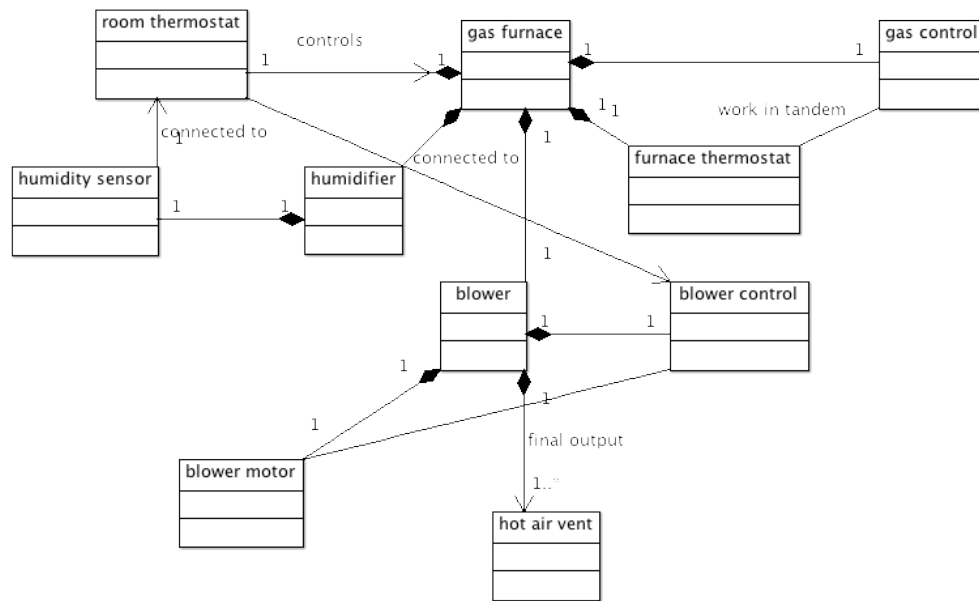 room thermostat
gas furnace
gas control
controls
1
1
1
1
work in tandem
1
1
connected to
1
connected to
1
furnace thermostat
humidity sensor
humidifier
1
1
1
blower
blower control
1
1
1
1
1
final output
blower motor
1..*
hot air vent